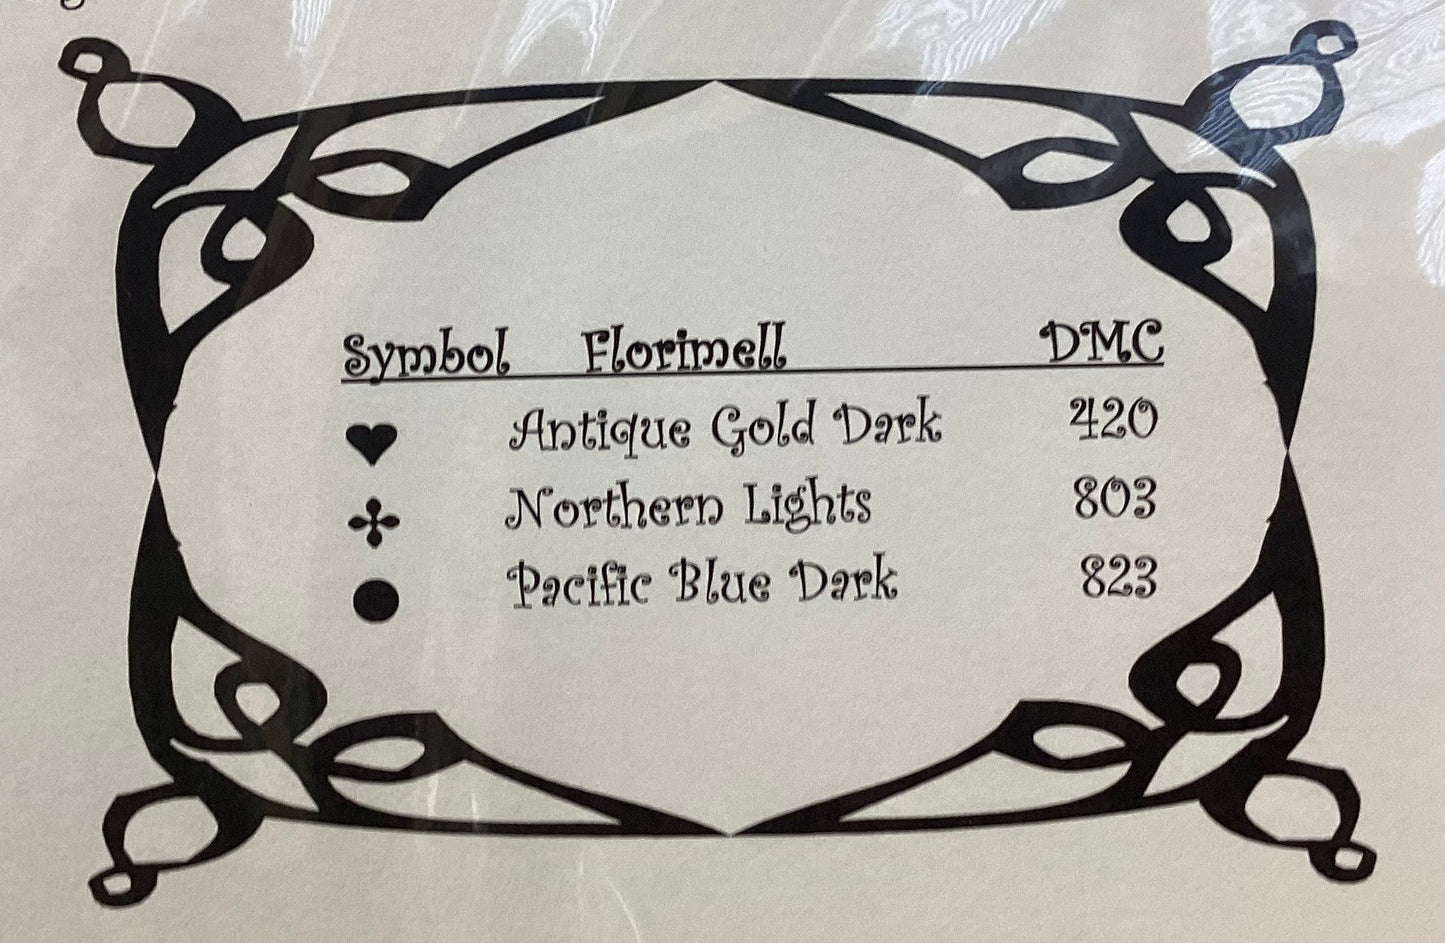 Symbol Florimell DMC
♥ Antique Gold Dark 420
✣ Northern Lights 803
● Pacific Blue Dark 823